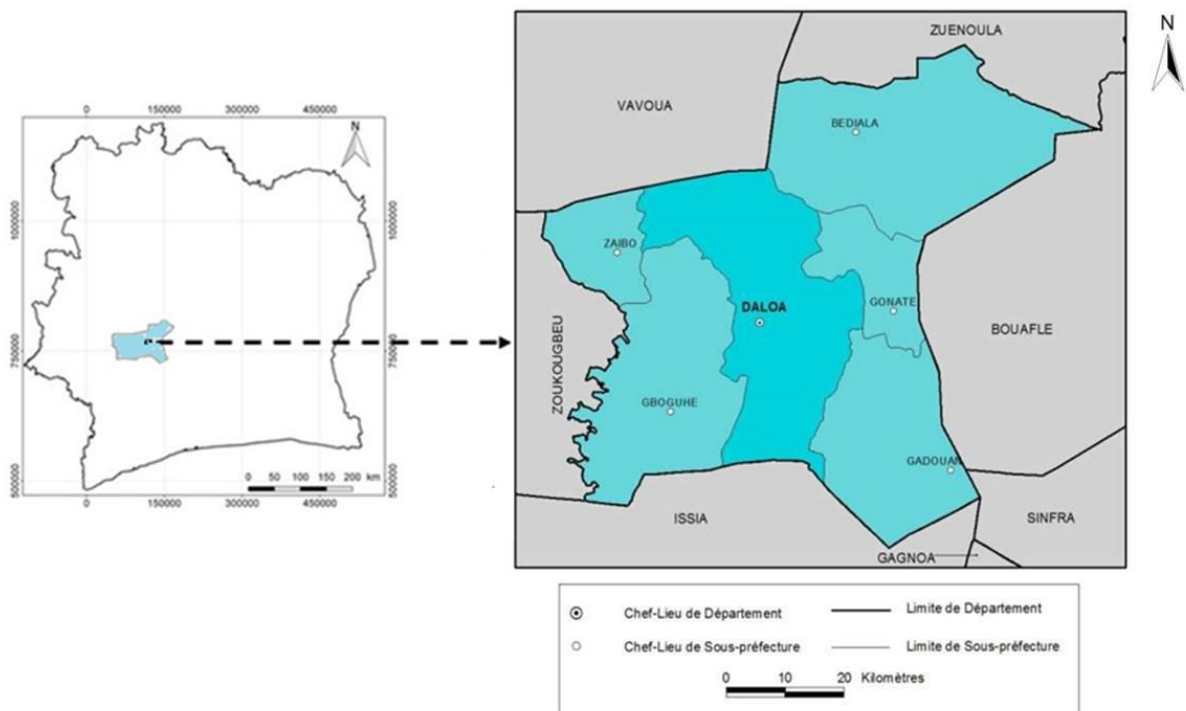 0 150000 300000 450000
N
1000000
1000000
750000
750000
500000
500000
0 50 100 150 200 km
0 150000 300000 450000
N
ZUENOULA
VAVOUA
BEDIALA
ZAIBO
DALOA
GONATE
BOUAFLE
ZOUKOUGBEU
GBOGUHE
GADOUAN
ISSIA
SINFRA
GAGNOA
Chef-Lieu de Département
Limite de Département
Chef-Lieu de Sous-préfecture
Limite de Sous-préfecture
0 10 20 Kilomètres